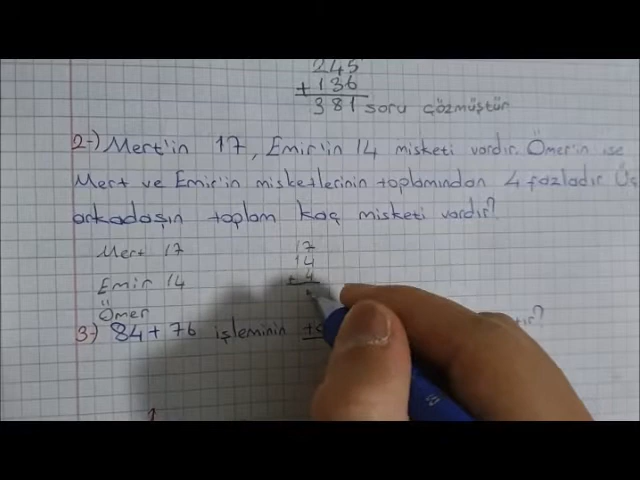 245
+ 136
381 soru çözmüştür
2-) Mert'in 17, Emir'in 14 misketi vardır. Ömer'in ise
Mert ve Emir'in misketlerinin toplamından 4 fazladır. Üç
arkadaşın toplam kaç misketi vardır?
Mert 17
Emir 14
Ömer
17
14
+ 4
3) 84 + 76 işleminin